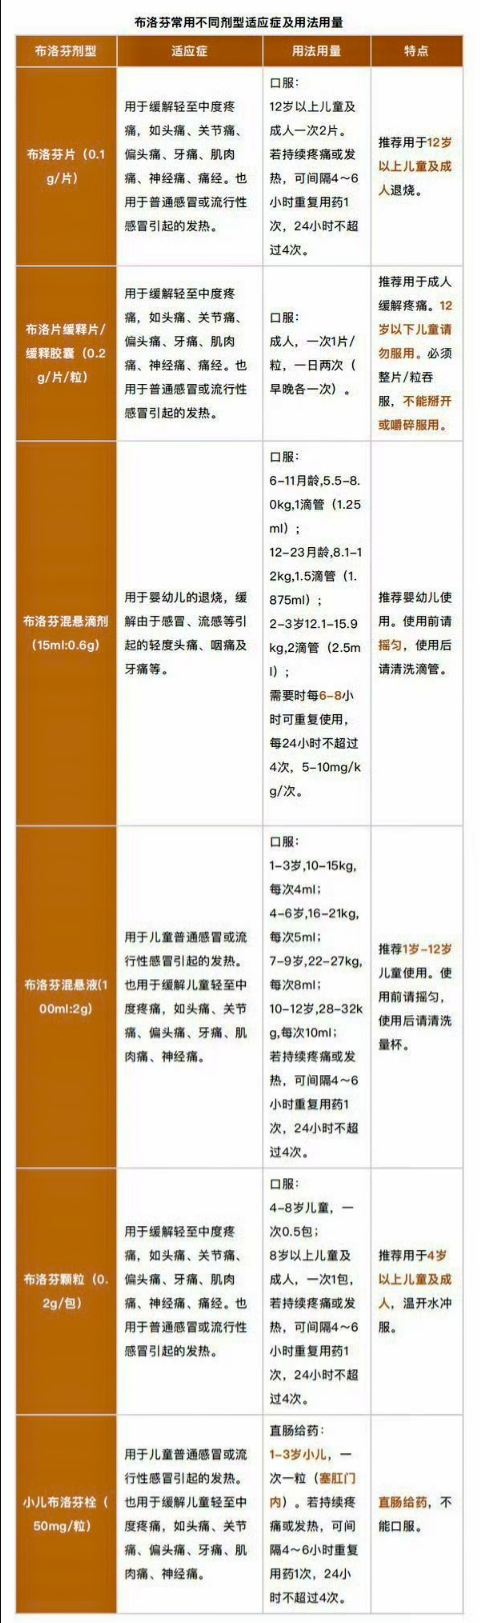 布洛芬常用不同剂型适应症及用法用量
布洛芬剂型
适应症
用法用量
特点
布洛芬片（0.1
g/片）
用于缓解轻至中度疼
痛，如头痛、关节痛、
偏头痛、牙痛、肌肉
痛、神经痛、痛经。也
用于普通感冒或流行性
感冒引起的发热。
口服：
12岁以上儿童及
成人一次2片。
若持续疼痛或发
热，可间隔4～6
小时重复用药1
次，24小时不超
过4次。
推荐用于12岁
以上儿童及成
人退烧。
布洛片缓释片/
缓释胶囊（0.2
g/片/粒）
用于缓解轻至中度疼
痛，如头痛、关节痛、
偏头痛、牙痛、肌肉
痛、神经痛、痛经。也
用于普通感冒或流行性
感冒引起的发热。
口服：
成人，一次1片/
粒，一日两次（
早晚各一次）。
推荐用于成人
缓解疼痛。12
岁以下儿童请
勿服用。必须
整片/粒吞
服，不能掰开
或嚼碎服用。
布洛芬混悬滴剂
（15ml:0.6g）
用于婴幼儿的退烧，缓
解由于感冒、流感等引
起的轻度头痛、咽痛及
牙痛等。
口服：
6-11月龄,5.5-8.
0kg,1滴管（1.25
ml）；
12-23月龄,8.1-1
2kg,1.5滴管（1.
875ml）；
2-3岁12.1-15.9
kg,2滴管（2.5m
l）；
需要时每6-8小
时可重复使用，
每24小时不超过
4次，5-10mg/k
g/次。
推荐婴幼儿使
用。使用前请
摇匀，使用后
请清洗滴管。
布洛芬混悬液(1
00ml:2g)
用于儿童普通感冒或流
行性感冒引起的发热。
也用于缓解儿童轻至中
度疼痛，如头痛、关节
痛、偏头痛、牙痛、肌
肉痛、神经痛。
口服：
1-3岁,10-15kg,
每次4ml；
4-6岁,16-21kg,
每次5ml；
7-9岁,22-27kg,
每次8ml；
10-12岁,28-32k
g,每次10ml；
若持续疼痛或发
热，可间隔4～6
小时重复用药1
次，24小时不超
过4次。
推荐1岁-12岁
儿童使用。使
用前请摇匀，
使用后请清洗
量杯。
布洛芬颗粒（0.
2g/包）
用于缓解轻至中度疼
痛，如头痛、关节痛、
偏头痛、牙痛、肌肉
痛、神经痛、痛经。也
用于普通感冒或流行性
感冒引起的发热。
口服：
4-8岁儿童，一
次0.5包；
8岁以上儿童及
成人，一次1包，
若持续疼痛或发
热，可间隔4～6
小时重复用药1
次，24小时不超
过4次。
推荐用于4岁
以上儿童及成
人，温开水冲
服。
小儿布洛芬栓（
50mg/粒）
用于儿童普通感冒或流
行性感冒引起的发热。
也用于缓解儿童轻至中
度疼痛，如头痛、关节
痛、偏头痛、牙痛、肌
肉痛、神经痛。
直肠给药：
1-3岁小儿，一
次一粒（塞肛门
内）。若持续疼
痛或发热，可间
隔4～6小时重复
用药1次，24小
时不超过4次。
直肠给药，不
能口服。